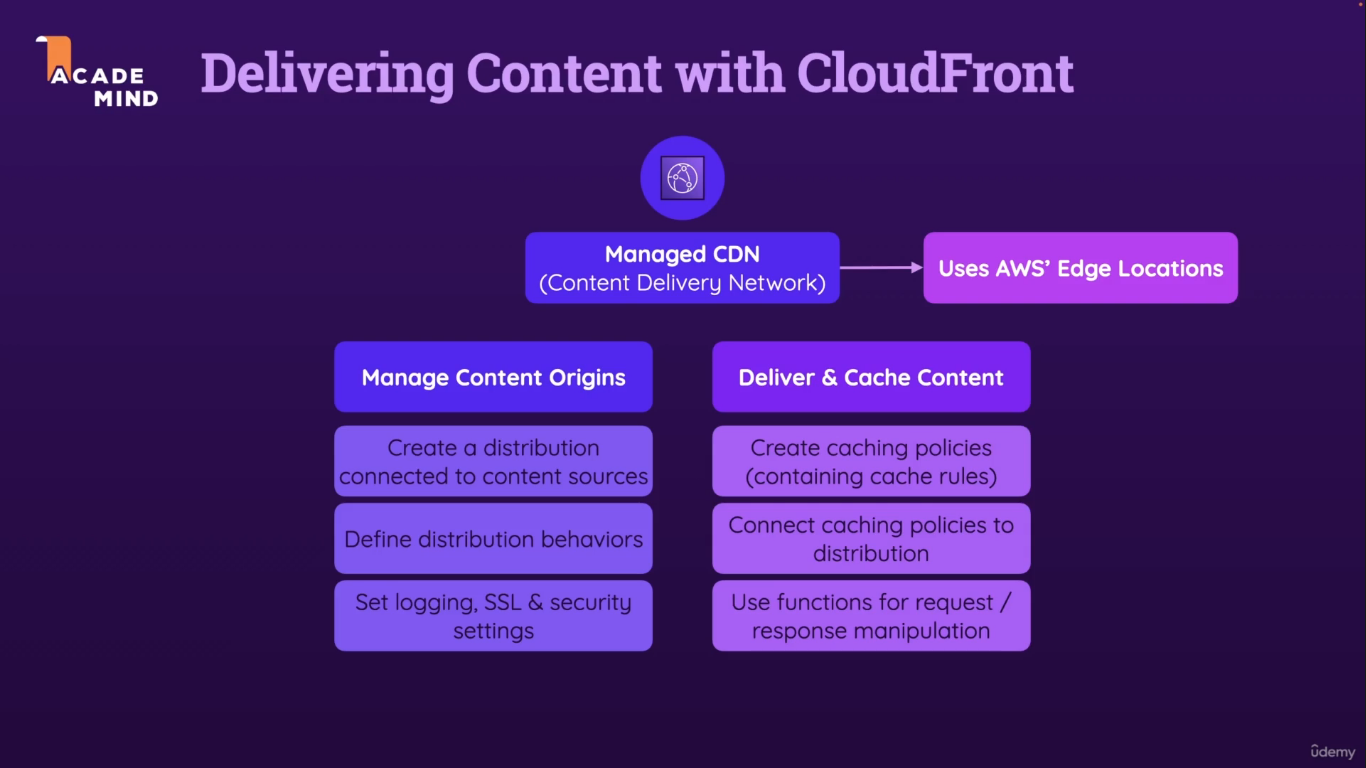 ACADE
MIND
Delivering Content with CloudFront
Managed CDN
(Content Delivery Network)
Uses AWS’ Edge Locations
Manage Content Origins
Create a distribution
connected to content sources
Define distribution behaviors
Set logging, SSL & security
settings
Deliver & Cache Content
Create caching policies
(containing cache rules)
Connect caching policies to
distribution
Use functions for request /
response manipulation
udemy